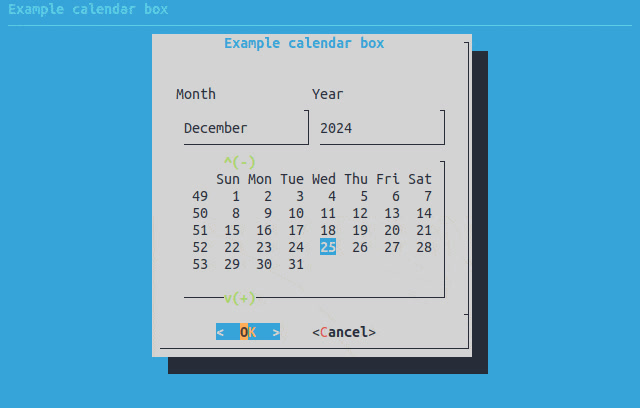 Example calendar box
Example calendar box
Month Year
December 2024
^(-)
Sun Mon Tue Wed Thu Fri Sat
49 1 2 3 4 5 6 7
50 8 9 10 11 12 13 14
51 15 16 17 18 19 20 21
52 22 23 24 25 26 27 28
53 29 30 31
v(+)
< OK > <Cancel>